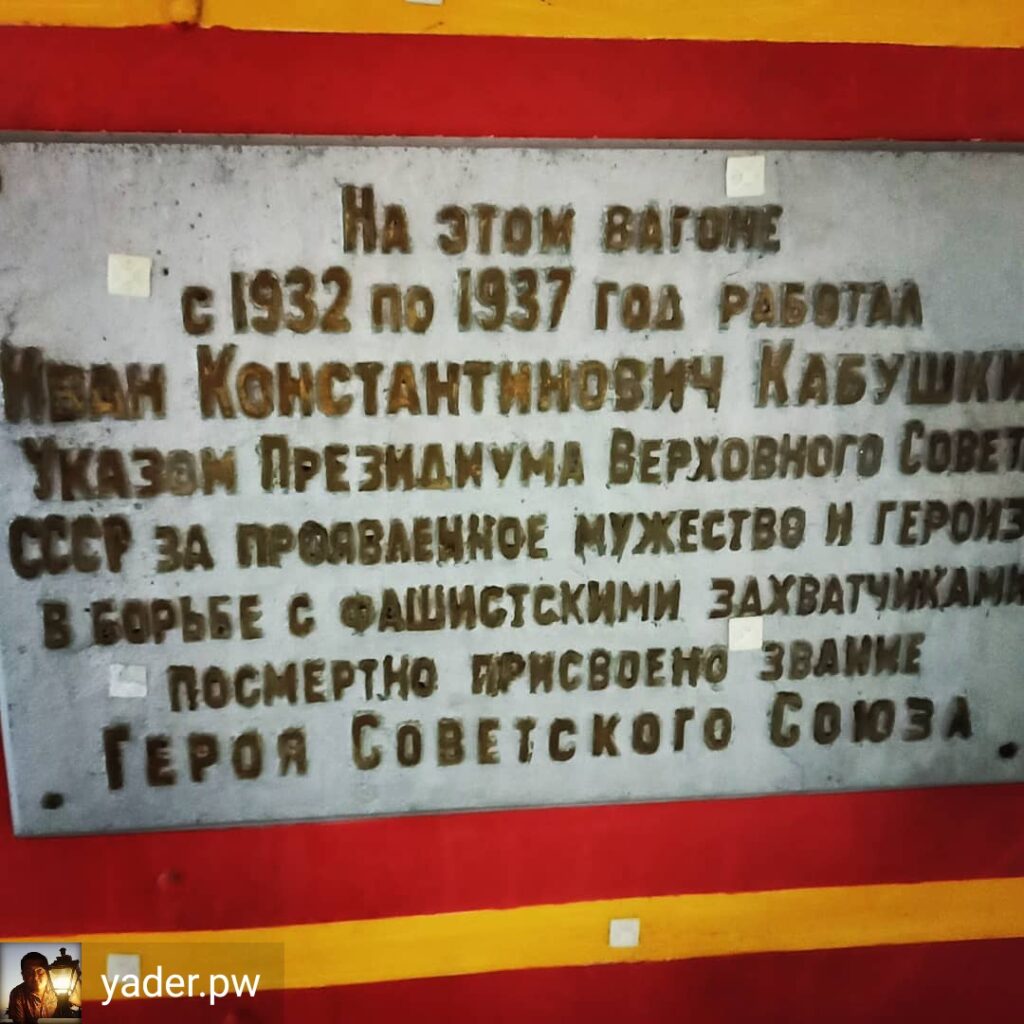 На этом вагоне
с 1932 по 1937 год работал
Иван Константинович Кабушки
Указом Президиума Верховного Совет
СССР за проявленное мужество и героиз
в борьбе с фашистскими захватчиками
посмертно присвоено звание
Героя Советского Союза
yader.pw